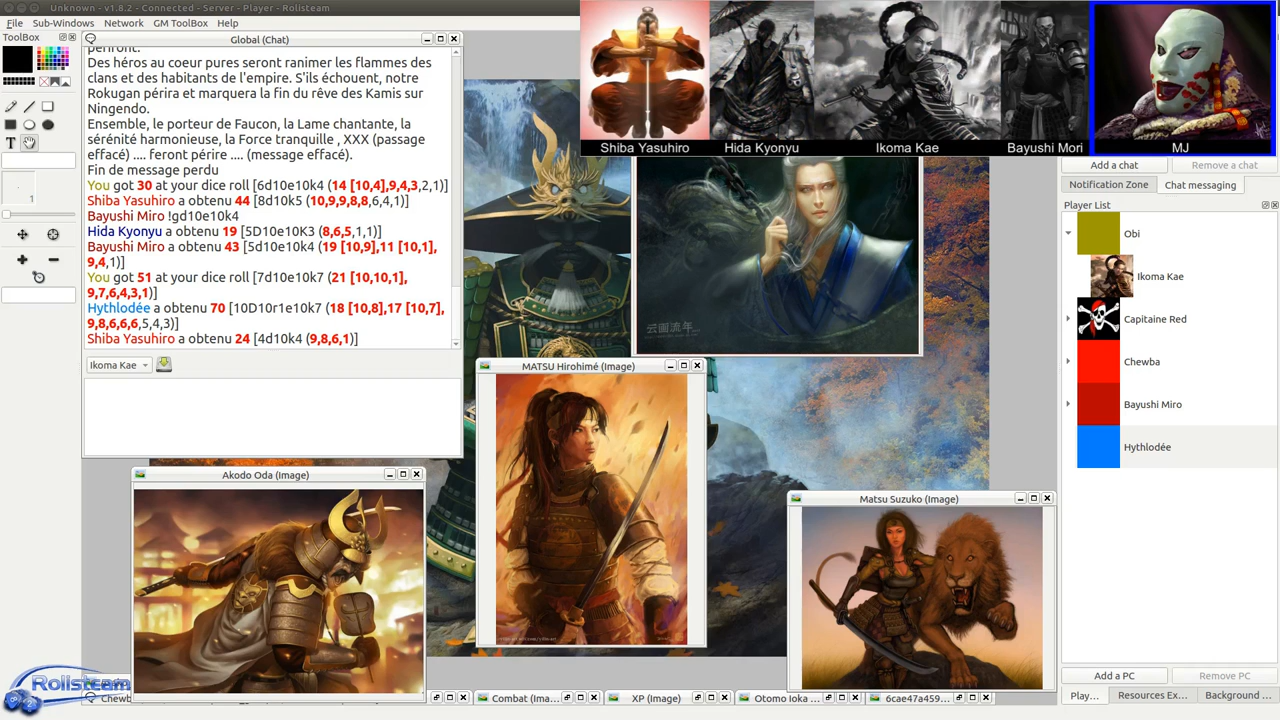 Unknown - v1.8.2 - Connected - Server - Player - Rolisteam
File Sub-Windows Network GM ToolBox Help
ToolBox
T
1
Global (Chat)
périront.
Des héros au coeur pures seront ranimer les flammes des
clans et des habitants de l'empire. S'ils échouent, notre
Rokugan périra et marquera la fin du rêve des Kamis sur
Ningendo.
Ensemble, le porteur de Faucon, la Lame chantante, la
sérénité harmonieuse, la Force tranquille , XXX (passage
effacé) .... feront périre .... (message effacé).
Fin de message perdu
You got 30 at your dice roll [6d10e10k4 (14 [10,4],9,4,3,2,1)]
Shiba Yasuhiro a obtenu 44 [8d10k5 (10,9,9,8,8,6,4,1)]
Bayushi Miro !gd10e10k4
Hida Kyonyu a obtenu 19 [5D10e10K3 (8,6,5,1,1)]
Bayushi Miro a obtenu 43 [5d10e10k4 (19 [10,9],11 [10,1],
9,4,1)]
You got 51 at your dice roll [7d10e10k7 (21 [10,10,1],
9,7,6,4,3,1)]
Hythlodée a obtenu 70 [10D10r1e10k7 (18 [10,8],17 [10,7],
9,8,6,6,6,5,4,3)]
Shiba Yasuhiro a obtenu 24 [4d10k4 (9,8,6,1)]
Ikoma Kae
Shiba Yasuhiro
Hida Kyonyu
Ikoma Kae
Bayushi Mori
MJ
Add a chat Remove a chat
Notification Zone Chat messaging
Player List
Obi
Ikoma Kae
Capitaine Red
Chewba
Bayushi Miro
Hythlodée
Add a PC Remove PC
Play... Resources Ex... Background ...
云画流年
MATSU Hirohimé (Image)
Akodo Oda (Image)
Matsu Suzuko (Image)
Rolisteam
Chewb
Combat (Ima... XP (Image) Otomo Ioka ... 6cae47a459...